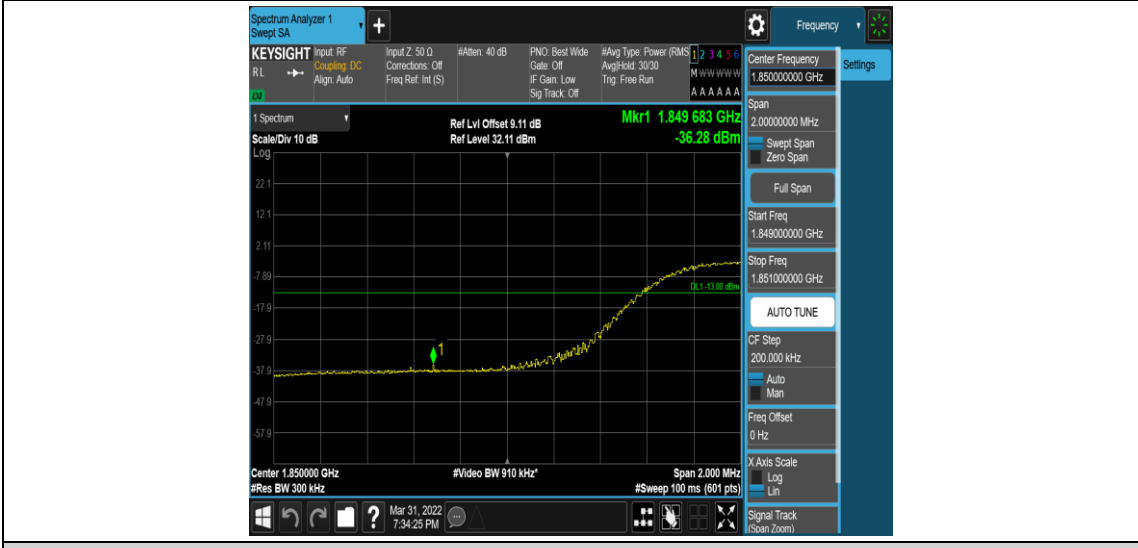 Spectrum Analyzer 1
Swept SA
+
Frequency
KEYSIGHT
RL
LXI
Input: RF
Coupling: DC
Align: Auto
Input Z: 50 Ω
Corrections: Off
Freq Ref: Int (S)
#Atten: 40 dB
PNO: Best Wide
Gate: Off
IF Gain: Low
Sig Track: Off
#Avg Type: Power (RMS
Avg|Hold: 30/30
Trig: Free Run
1 2 3 4 5 6
M W W W W W
A A A A A A
1 Spectrum
Scale/Div 10 dB
Log
Ref Lvl Offset 9.11 dB
Ref Level 32.11 dBm
Mkr1 1.849 683 GHz
-36.28 dBm
22.1
12.1
2.11
-7.89
-17.9
-27.9
-37.9
-47.9
-57.9
DL1 -13.00 dBm
1
Center 1.85000 GHz
#Res BW 300 kHz
#Video BW 910 kHz*
Span 2.000 MHz
#Sweep 100 ms (601 pts)
Mar 31, 2022
7:34:25 PM
?
Center Frequency
1.850000000 GHz
Span
2.00000000 MHz
Swept Span
Zero Span
Full Span
Start Freq
1.849000000 GHz
Stop Freq
1.851000000 GHz
AUTO TUNE
CF Step
200.000 kHz
Auto
Man
Freq Offset
0 Hz
X Axis Scale
Log
Lin
Signal Track
(Span Zoom)
Settings